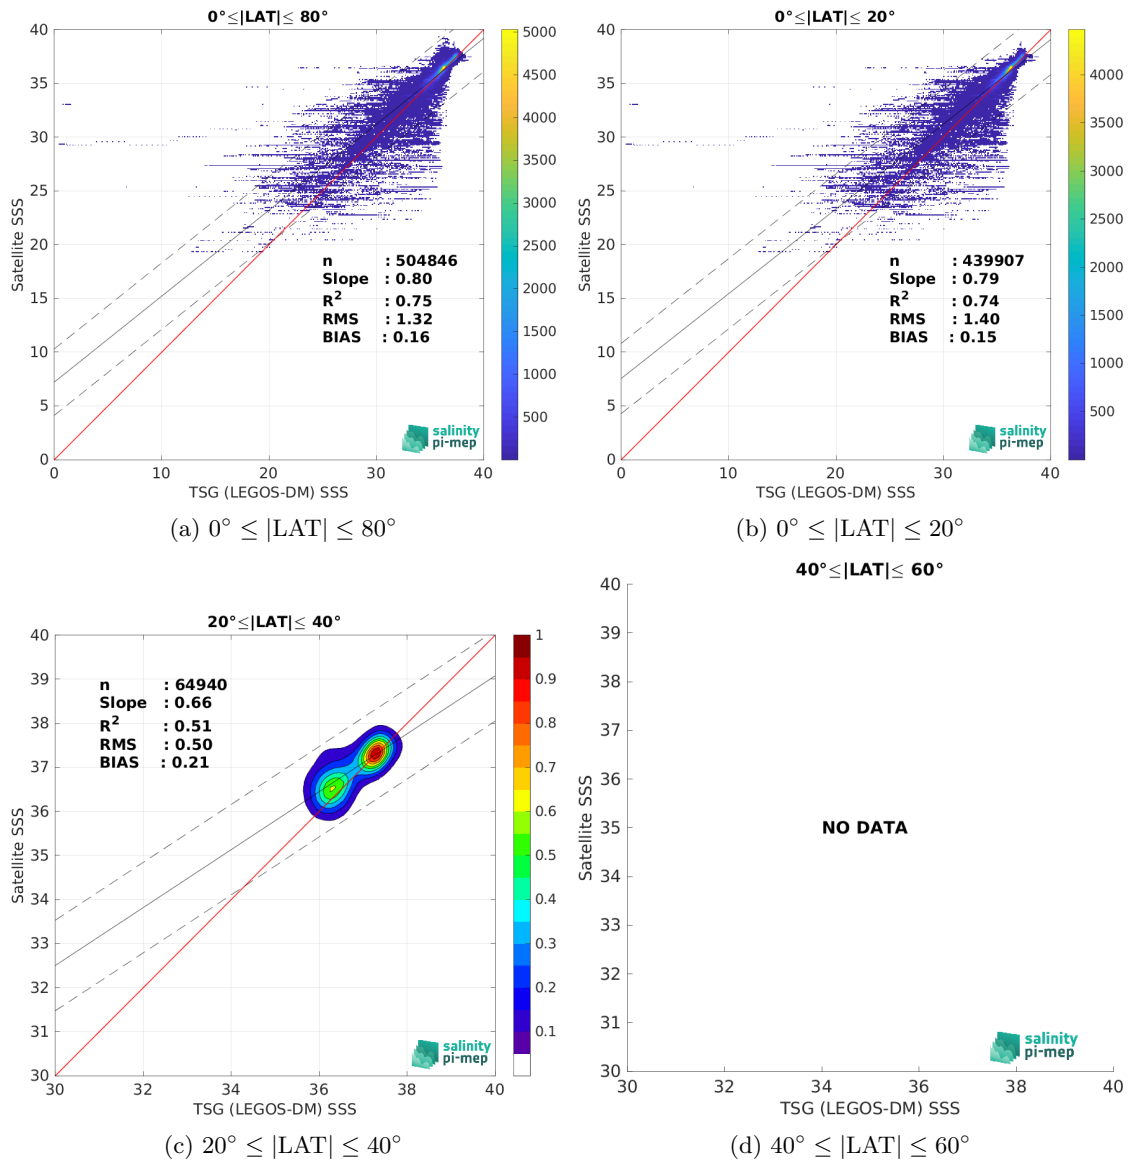 0°≤|LAT|≤ 80°
40
35
30
25
20
15
10
5
0
0
10
20
30
40
Satellite SSS
TSG (LEGOS-DM) SSS
n : 504846
Slope : 0.80
R² : 0.75
RMS : 1.32
BIAS : 0.16
5000
4500
4000
3500
3000
2500
2000
1500
1000
500
salinity
pi-mep
(a) 0° ≤ |LAT| ≤ 80°
0°≤|LAT|≤ 20°
40
35
30
25
20
15
10
5
0
0
10
20
30
40
Satellite SSS
TSG (LEGOS-DM) SSS
n : 439907
Slope : 0.79
R² : 0.74
RMS : 1.40
BIAS : 0.15
4000
3500
3000
2500
2000
1500
1000
500
salinity
pi-mep
(b) 0° ≤ |LAT| ≤ 20°
20°≤|LAT|≤ 40°
40
39
38
37
36
35
34
33
32
31
30
30
32
34
36
38
40
Satellite SSS
TSG (LEGOS-DM) SSS
n : 64940
Slope : 0.66
R² : 0.51
RMS : 0.50
BIAS : 0.21
1
0.9
0.8
0.7
0.6
0.5
0.4
0.3
0.2
0.1
salinity
pi-mep
(c) 20° ≤ |LAT| ≤ 40°
40°≤|LAT|≤ 60°
40
39
38
37
36
35
34
33
32
31
30
30
32
34
36
38
40
Satellite SSS
TSG (LEGOS-DM) SSS
NO DATA
salinity
pi-mep
(d) 40° ≤ |LAT| ≤ 60°